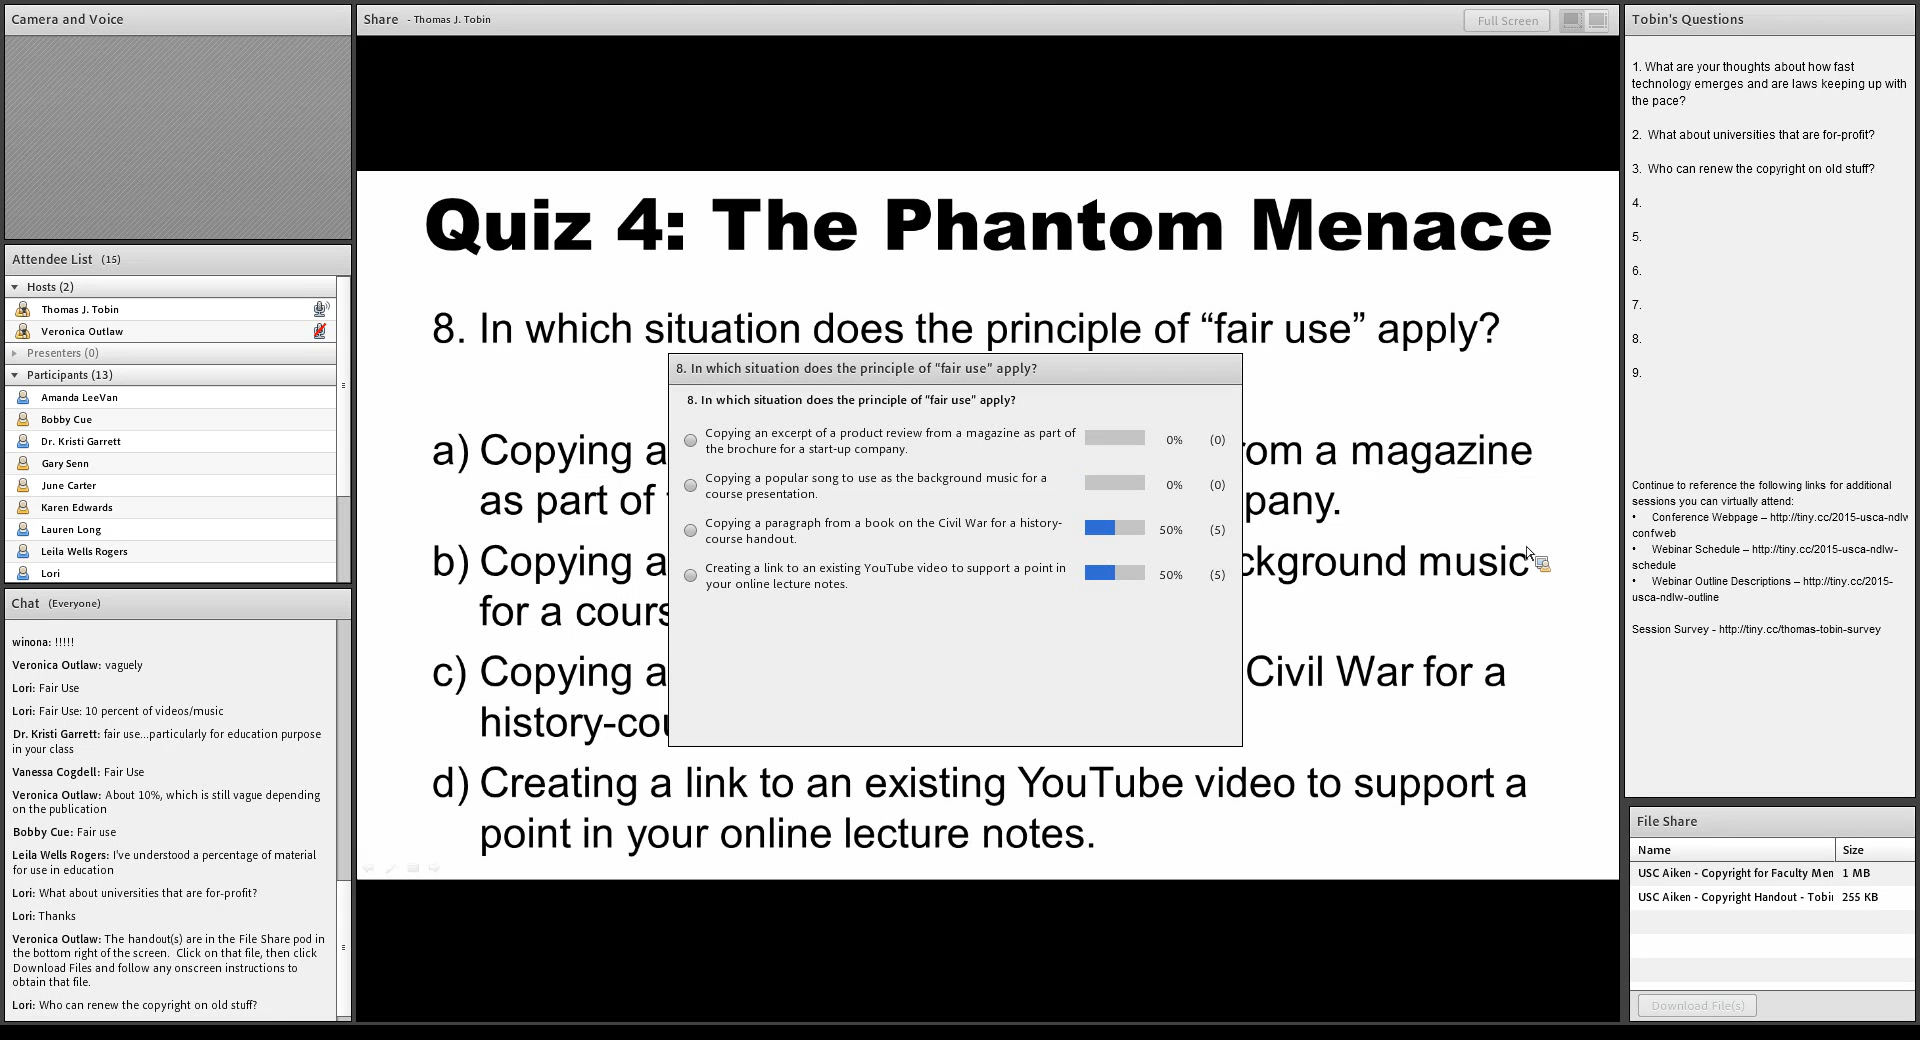 Camera and Voice
Attendee List (15)
Hosts (2)
Thomas J. Tobin
Veronica Outlaw
Presenters (0)
Participants (13)
Amanda LeeVan
Bobby Cue
Dr. Kristi Garrett
Gary Senn
June Carter
Karen Edwards
Lauren Long
Leila Wells Rogers
Lori
Chat (Everyone)
winona: !!!!!
Veronica Outlaw: vaguely
Lori: Fair Use
Lori: Fair Use: 10 percent of videos/music
Dr. Kristi Garrett: fair use...particularly for education purpose
in your class
Vanessa Cogdell: Fair Use
Veronica Outlaw: About 10%, which is still vague depending
on the publication
Bobby Cue: Fair use
Leila Wells Rogers: I've understood a percentage of material
for use in education
Lori: What about universities that are for-profit?
Lori: Thanks
Veronica Outlaw: The handout(s) are in the File Share pod in
the bottom right of the screen.  Click on that file, then click
Download Files and follow any onscreen instructions to
obtain that file.
Lori: Who can renew the copyright on old stuff?
Share - Thomas J. Tobin
Full Screen
Quiz 4: The Phantom Menace
8. In which situation does the principle of “fair use” apply?
a) Copying a
rom a magazine
as part of
pany.
b) Copying a
ckground music
for a cours
c) Copying a
Civil War for a
history-cou
d) Creating a link to an existing YouTube video to support a
point in your online lecture notes.
8. In which situation does the principle of “fair use” apply?
8. In which situation does the principle of “fair use” apply?
Copying an excerpt of a product review from a magazine as part of
the brochure for a start-up company.
0% (0)
Copying a popular song to use as the background music for a
course presentation.
0% (0)
Copying a paragraph from a book on the Civil War for a history-
course handout.
50% (5)
Creating a link to an existing YouTube video to support a point in
your online lecture notes.
50% (5)
Tobin's Questions
1. What are your thoughts about how fast
technology emerges and are laws keeping up with
the pace?
2.  What about universities that are for-profit?
3.  Who can renew the copyright on old stuff?
4.
5.
6.
7.
8.
9.
Continue to reference the following links for additional
sessions you can virtually attend:
• Conference Webpage – http://tiny.cc/2015-usca-ndlw-
confweb
• Webinar Schedule – http://tiny.cc/2015-usca-ndlw-
schedule
• Webinar Outline Descriptions – http://tiny.cc/2015-
usca-ndlw-outline
Session Survey - http://tiny.cc/thomas-tobin-survey
File Share
Name Size
USC Aiken - Copyright for Faculty Men 1 MB
USC Aiken - Copyright Handout - Tobi 255 KB
Download File(s)